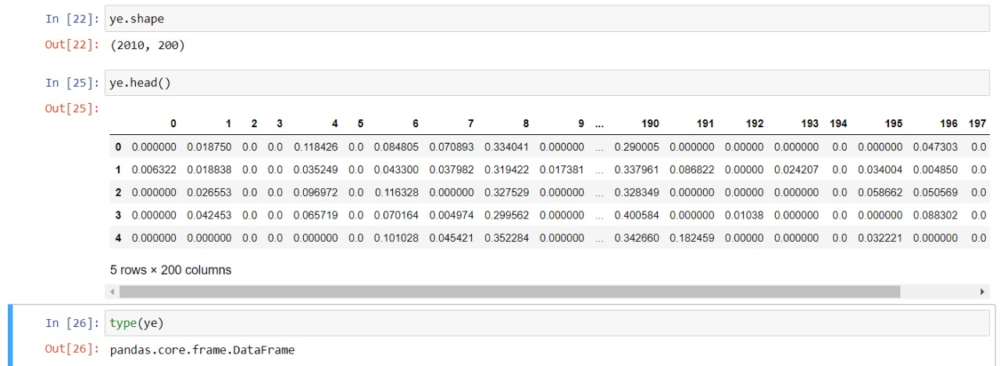 In [22]: ye.shape
Out[22]: (2010, 200)
In [25]: ye.head()
Out[25]:
0 1 2 3 4 5 6 7 8 9 ... 190 191 192 193 194 195 196 197
0 0.000000 0.018750 0.0 0.0 0.118426 0.0 0.084805 0.070893 0.334041 0.000000 ... 0.290005 0.000000 0.00000 0.000000 0.0 0.000000 0.047303 0.0
1 0.006322 0.018838 0.0 0.0 0.035249 0.0 0.043300 0.037982 0.319422 0.017381 ... 0.337961 0.086822 0.00000 0.024207 0.0 0.034004 0.004850 0.0
2 0.000000 0.026553 0.0 0.0 0.096972 0.0 0.116328 0.000000 0.327529 0.000000 ... 0.328349 0.000000 0.00000 0.000000 0.0 0.058662 0.050569 0.0
3 0.000000 0.042453 0.0 0.0 0.065719 0.0 0.070164 0.004974 0.299562 0.000000 ... 0.400584 0.000000 0.01038 0.000000 0.0 0.000000 0.088302 0.0
4 0.000000 0.000000 0.0 0.0 0.000000 0.0 0.101028 0.045421 0.352284 0.000000 ... 0.342660 0.182459 0.00000 0.000000 0.0 0.032221 0.000000 0.0
5 rows × 200 columns
In [26]: type(ye)
Out[26]: pandas.core.frame.DataFrame